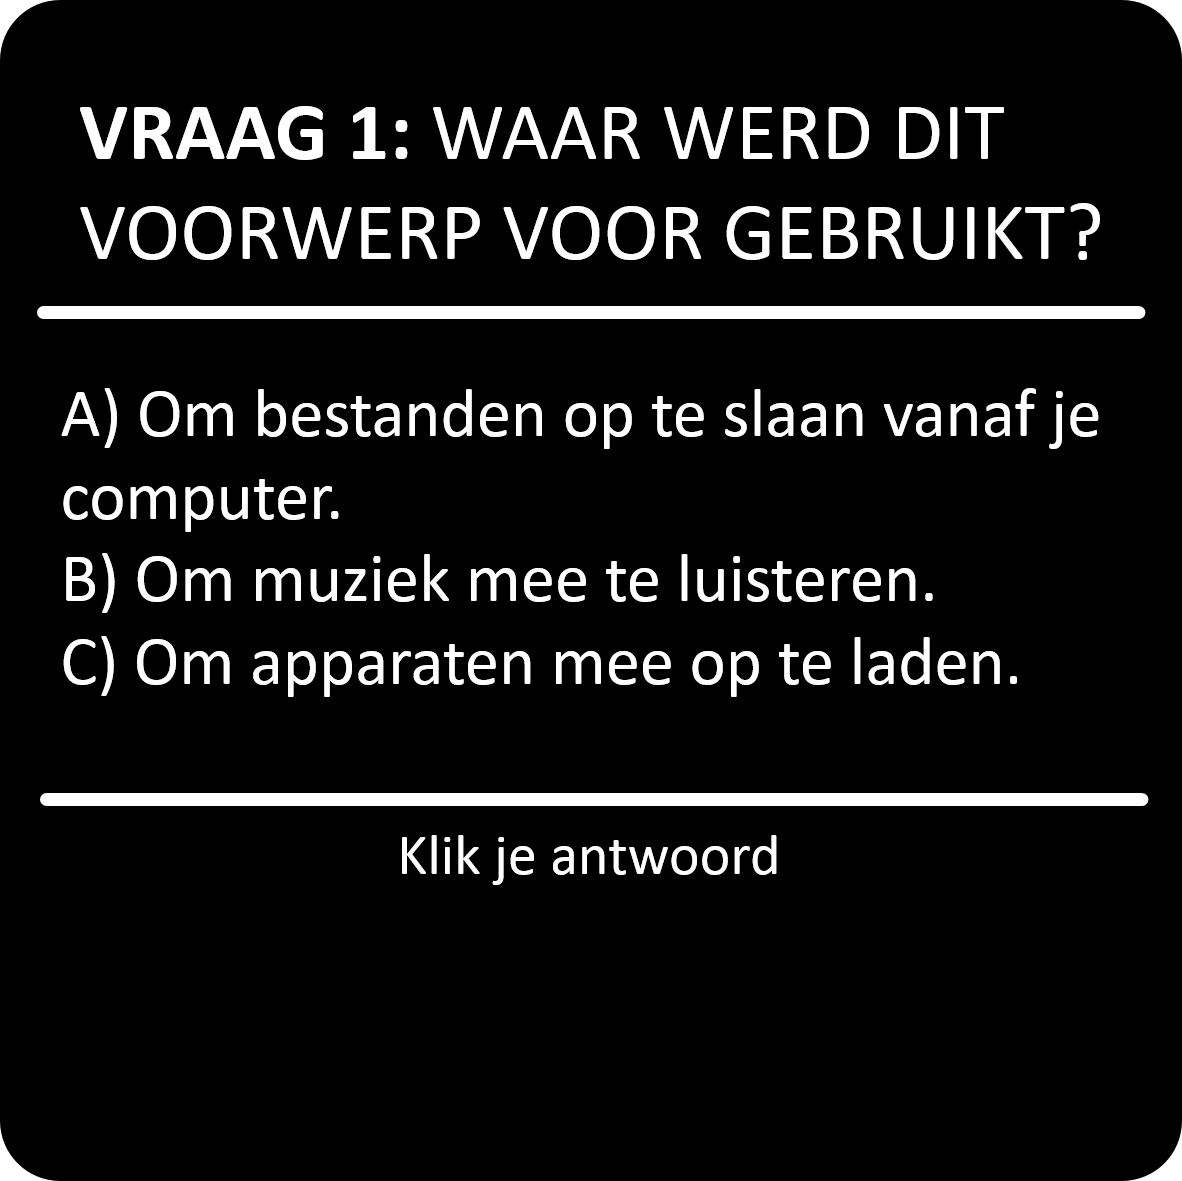 VRAAG 1: WAAR WERD DIT
VOORWERP VOOR GEBRUIKT?
A) Om bestanden op te slaan vanaf je
computer.
B) Om muziek mee te luisteren.
C) Om apparaten mee op te laden.
Klik je antwoord